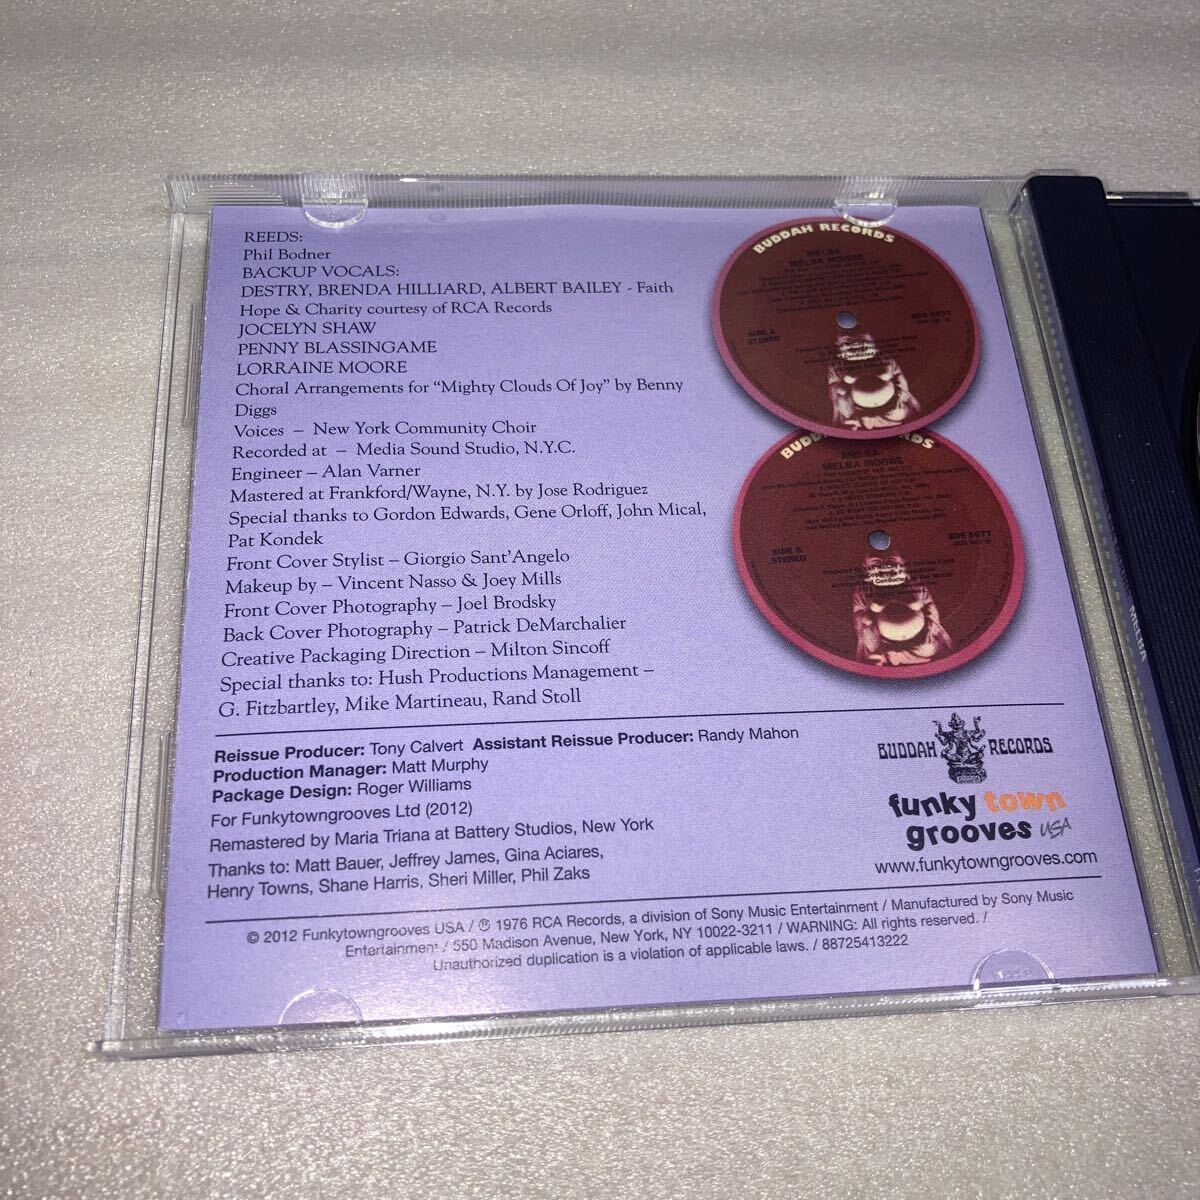 REEDS:
Phil Bodner
BACKUP VOCALS:
DESTRY, BRENDA HILLIARD, ALBERT BAILEY - Faith
Hope & Charity courtesy of RCA Records
JOCELYN SHAW
PENNY BLASSINGAME
LORRAINE MOORE
Choral Arrangements for “Mighty Clouds Of Joy” by Benny
Diggs
Voices – New York Community Choir
Recorded at – Media Sound Studio, N.Y.C.
Engineer – Alan Varner
Mastered at Frankford/Wayne, N.Y. by Jose Rodriguez
Special thanks to Gordon Edwards, Gene Orloff, John Mical,
Pat Kondek
Front Cover Stylist – Giorgio Sant’Angelo
Makeup by – Vincent Nasso & Joey Mills
Front Cover Photography – Joel Brodsky
Back Cover Photography – Patrick DeMarchalier
Creative Packaging Direction – Milton Sincoff
Special thanks to: Hush Productions Management –
G. Fitzbartley, Mike Martineau, Rand Stoll
BUDDAH RECORDS
MELBA
MELBA MOORE
SIDE A
STEREO
BDS 5677
MELBA
MELBA MOORE
SIDE B
STEREO
BDS 5677
Reissue Producer: Tony Calvert Assistant Reissue Producer: Randy Mahon
Production Manager: Matt Murphy
Package Design: Roger Williams
For Funkytowngrooves Ltd (2012)
Remastered by Maria Triana at Battery Studios, New York
Thanks to: Matt Bauer, Jeffrey James, Gina Aciares,
Henry Towns, Shane Harris, Sheri Miller, Phil Zaks
BUDDAH RECORDS
funky town
grooves USA
www.funkytowngrooves.com
© 2012 Funkytowngrooves USA / ℗ 1976 RCA Records, a division of Sony Music Entertainment / Manufactured by Sony Music
Entertainment / 550 Madison Avenue, New York, NY 10022-3211 / WARNING: All rights reserved. /
Unauthorized duplication is a violation of applicable laws. / 88725413222
MELBA